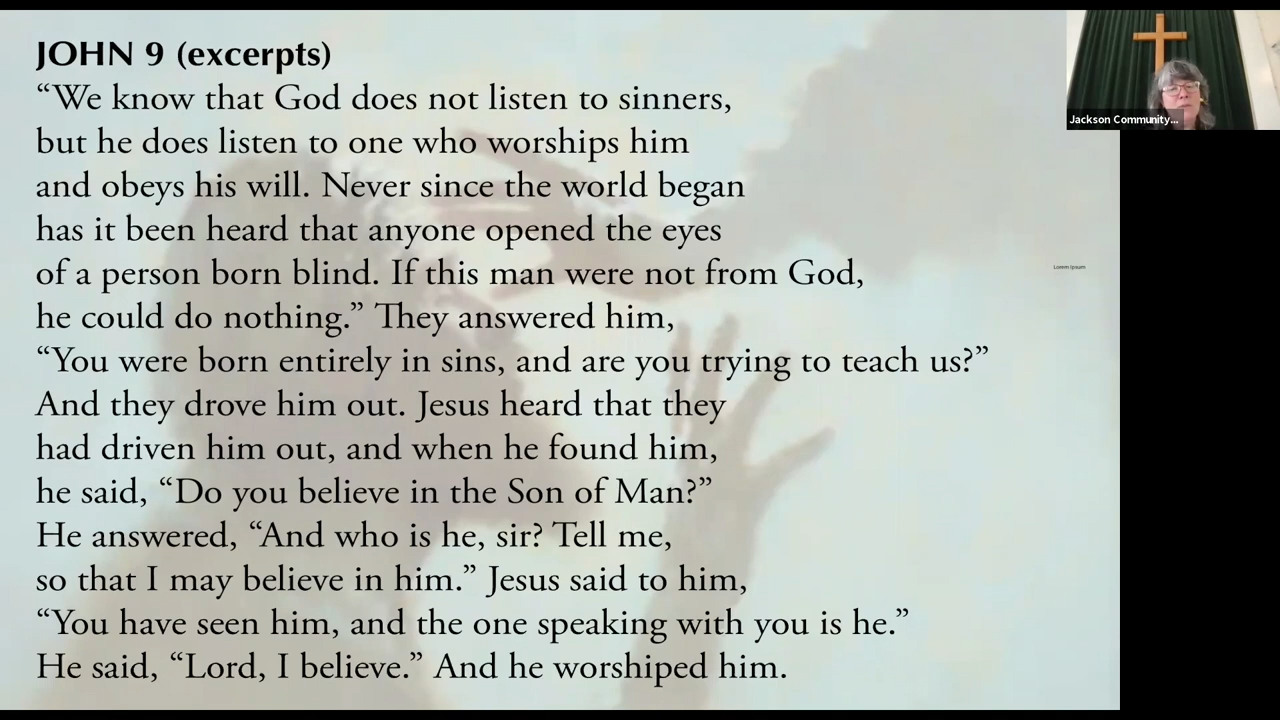 JOHN 9 (excerpts)
“We know that God does not listen to sinners,
but he does listen to one who worships him
and obeys his will. Never since the world began
has it been heard that anyone opened the eyes
of a person born blind. If this man were not from God,
he could do nothing.” They answered him,
“You were born entirely in sins, and are you trying to teach us?”
And they drove him out. Jesus heard that they
had driven him out, and when he found him,
he said, “Do you believe in the Son of Man?”
He answered, “And who is he, sir? Tell me,
so that I may believe in him.” Jesus said to him,
“You have seen him, and the one speaking with you is he.”
He said, “Lord, I believe.” And he worshiped him.
Jackson Community...
Lorem Ipsum